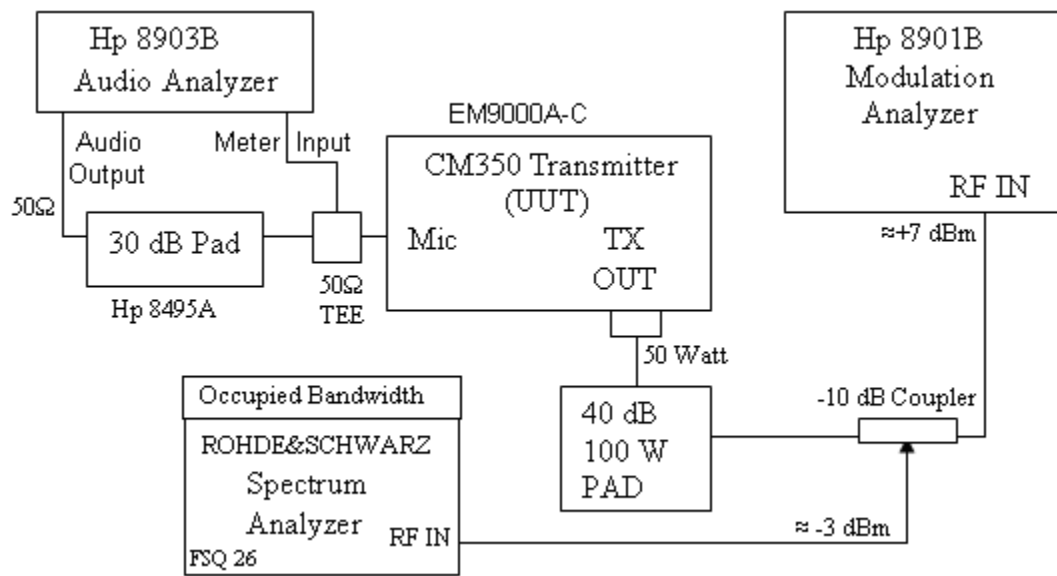 Hp 8903B
Audio Analyzer
Audio
Output
Meter
Input
50Ω
30 dB Pad
Hp 8495A
50Ω
TEE
EM9000A-C
CM350 Transmitter
(UUT)
Mic
TX
OUT
50 Watt
Hp 8901B
Modulation
Analyzer
RF IN
≈+7 dBm
-10 dB Coupler
40 dB
100 W
PAD
≈ -3 dBm
Occupied Bandwidth
ROHDE&SCHWARZ
Spectrum
Analyzer
RF IN
FSQ 26